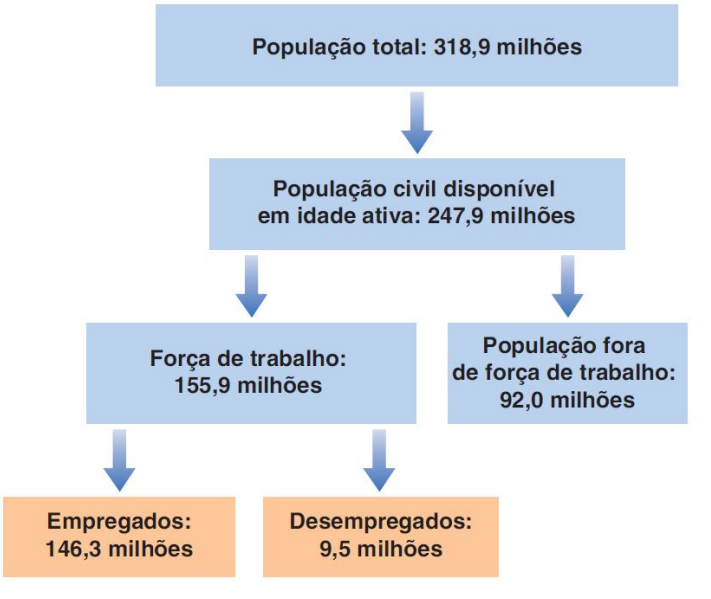 População total: 318,9 milhões
População civil disponível
em idade ativa: 247,9 milhões
Força de trabalho:
155,9 milhões
População fora
de força de trabalho:
92,0 milhões
Empregados:
146,3 milhões
Desempregados:
9,5 milhões